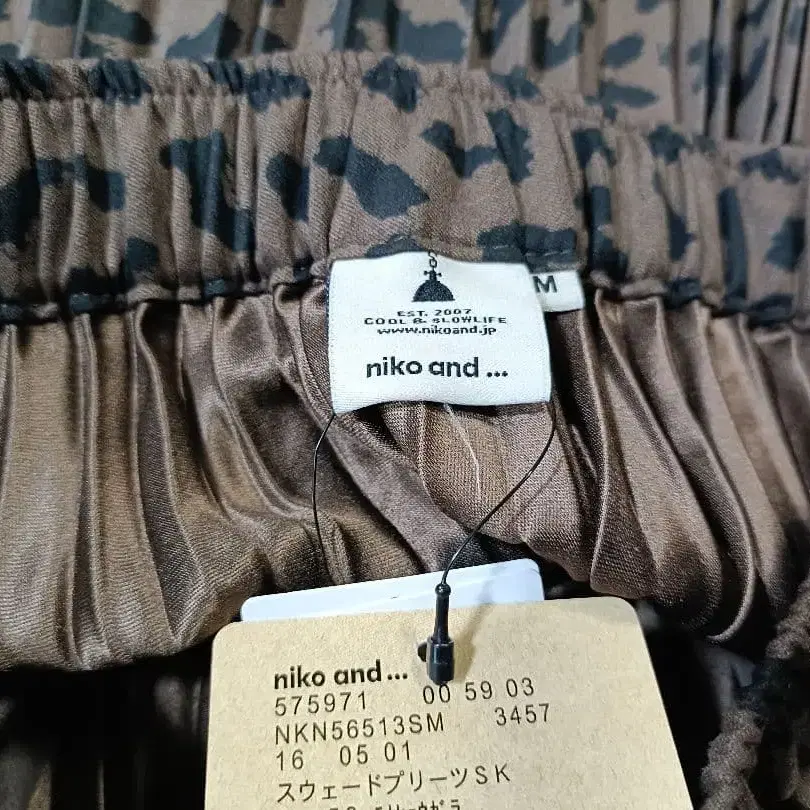 M
EST. 2007
COOL & SLOWLIFE
www.nikoand.jp
niko and ...
niko and ...
575971 00 59 03
NKN56513SM 3457
16 05 01
スウェードプリーツSK